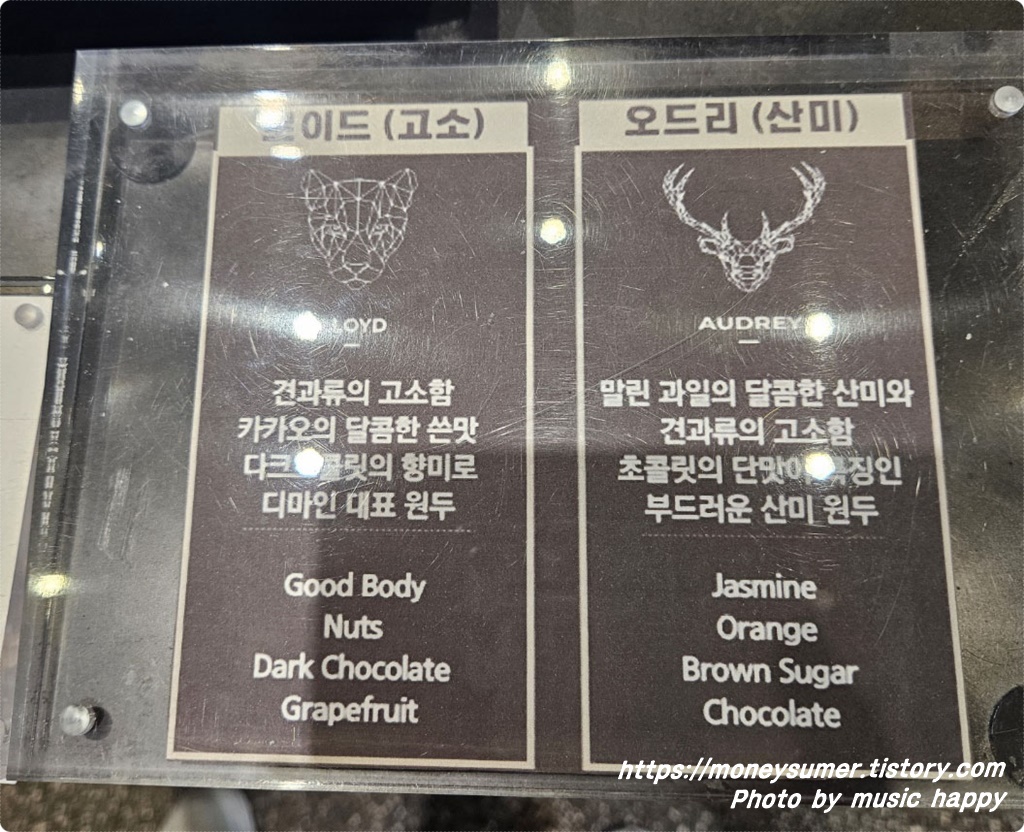 (고소)
LOYD
견과류의 고소함
카카오의 달콤한 쓴맛
향미로
디마인 대표 원두
Good Body
Nuts
Dark Chocolate
Grapefruit
오드리 (산미)
AUDREY
말린 과일의 달콤한 산미와
견과류의 고소함
초콜릿의
부드러운 산미 원두
Jasmine
Orange
Brown Sugar
Chocolate
https://moneysumer.tistory.com
Photo by music happy